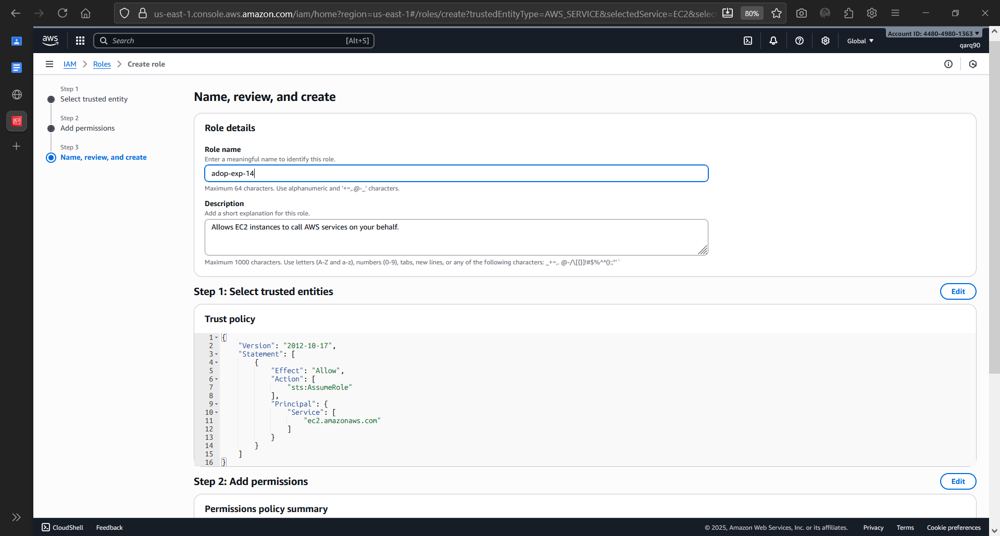 us-east-1.console.aws.amazon.com/iam/home?region=us-east-1#/roles/create?trustedEntityType=AWS_SERVICE&selectedService=EC2&selec
80%
aws
Search
[Alt+S]
Global
Account ID: 4480-4980-1363
qarq90
IAM
Roles
Create role
Step 1
Select trusted entity
Step 2
Add permissions
Step 3
Name, review, and create
Name, review, and create
Role details
Role name
Enter a meaningful name to identify this role.
adop-exp-14
Maximum 64 characters. Use alphanumeric and '+=,.@-_' characters.
Description
Add a short explanation for this role.
Allows EC2 instances to call AWS services on your behalf.
Maximum 1000 characters. Use letters (A-Z and a-z), numbers (0-9), tabs, new lines, or any of the following characters: _+=,. @-/\[{}]!#$%^*();:"'`
Step 1: Select trusted entities
Edit
Trust policy
1 {
2 "Version": "2012-10-17",
3 "Statement": [
4 {
5 "Effect": "Allow",
6 "Action": [
7 "sts:AssumeRole"
8 ],
9 "Principal": {
10 "Service": [
11 "ec2.amazonaws.com"
12 ]
13 }
14 }
15 ]
16 }
Step 2: Add permissions
Edit
Permissions policy summary
CloudShell
Feedback
© 2025, Amazon Web Services, Inc. or its affiliates.
Privacy
Terms
Cookie preferences